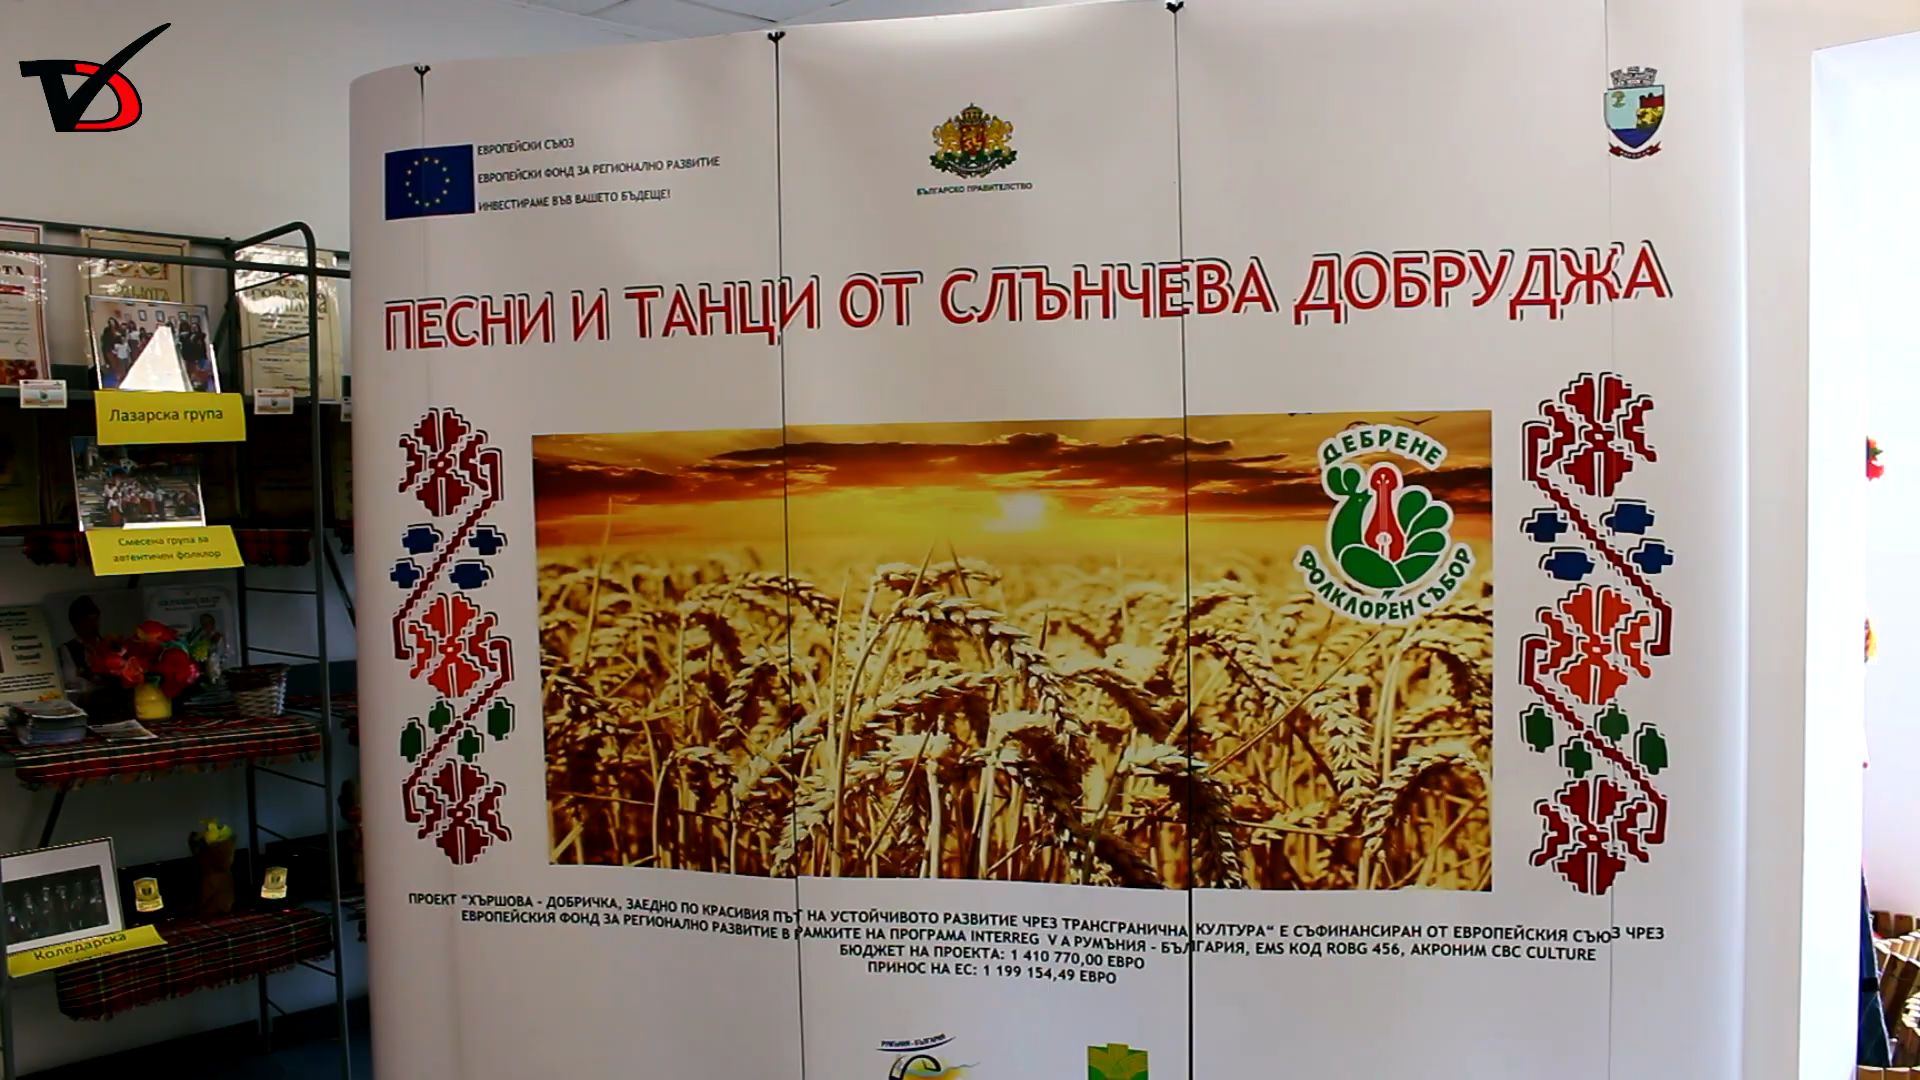 ЕВРОПЕЙСКИ СЪЮЗ
ЕВРОПЕЙСКИ ФОНД ЗА РЕГИОНАЛНО РАЗВИТИЕ
ИНВЕСТИРАМЕ ВЪВ ВАШЕТО БЪДЕЩЕ!
БЪЛГАРСКО ПРАВИТЕЛСТВО
ПЕСНИ И ТАНЦИ ОТ СЛЪНЧЕВА ДОБРУДЖА
ДЕБРЕНЕ
ФОЛКЛОРЕН СЪБОР
ПРОЕКТ "ХЪРШОВА - ДОБРИЧКА, ЗАЕДНО ПО КРАСИВИЯ ПЪТ НА УСТОЙЧИВОТО РАЗВИТИЕ ЧРЕЗ ТРАНСГРАНИЧНА КУЛТУРА" Е СЪФИНАНСИРАН ОТ ЕВРОПЕЙСКИЯ СЪЮЗ ЧРЕЗ
ЕВРОПЕЙСКИЯ ФОНД ЗА РЕГИОНАЛНО РАЗВИТИЕ В РАМКИТЕ НА ПРОГРАМА INTERREG V A РУМЪНИЯ - БЪЛГАРИЯ, EMS КОД ROBG 456, АКРОНИМ CBC CULTURE
БЮДЖЕТ НА ПРОЕКТА: 1 410 770,00 ЕВРО
ПРИНОС НА ЕС: 1 199 154,49 ЕВРО
РУМЪНИЯ - БЪЛГАРИЯ
Лазарска група
Смесена група за
автентичен фолклор
Коледарска